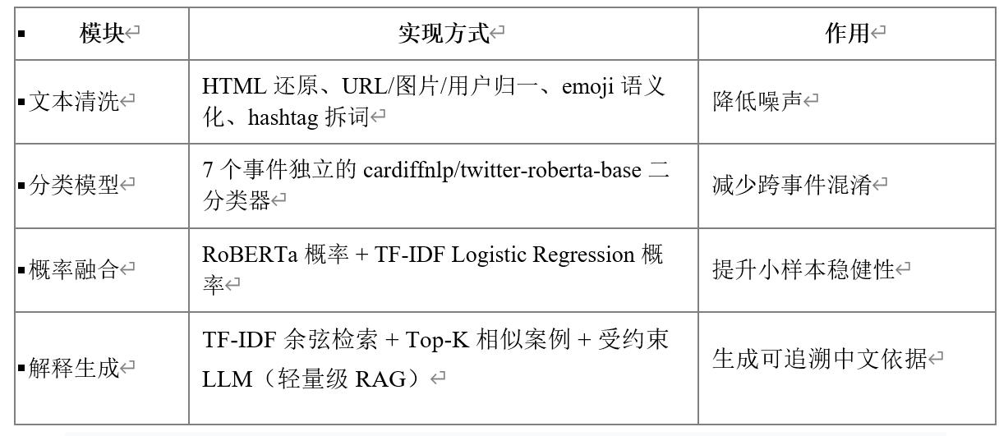 模块 实现方式 作用
文本清洗
HTML 还原、URL/图片/用户归一、emoji 语义
化、hashtag 拆词
降低噪声
分类模型
7 个事件独立的 cardiffnlp/twitter-roberta-base 二
分类器
减少跨事件混淆
概率融合
RoBERTa 概率 + TF-IDF Logistic Regression 概
率
提升小样本稳健性
解释生成
TF-IDF 余弦检索 + Top-K 相似案例 + 受约束
LLM（轻量级 RAG）
生成可追溯中文依据